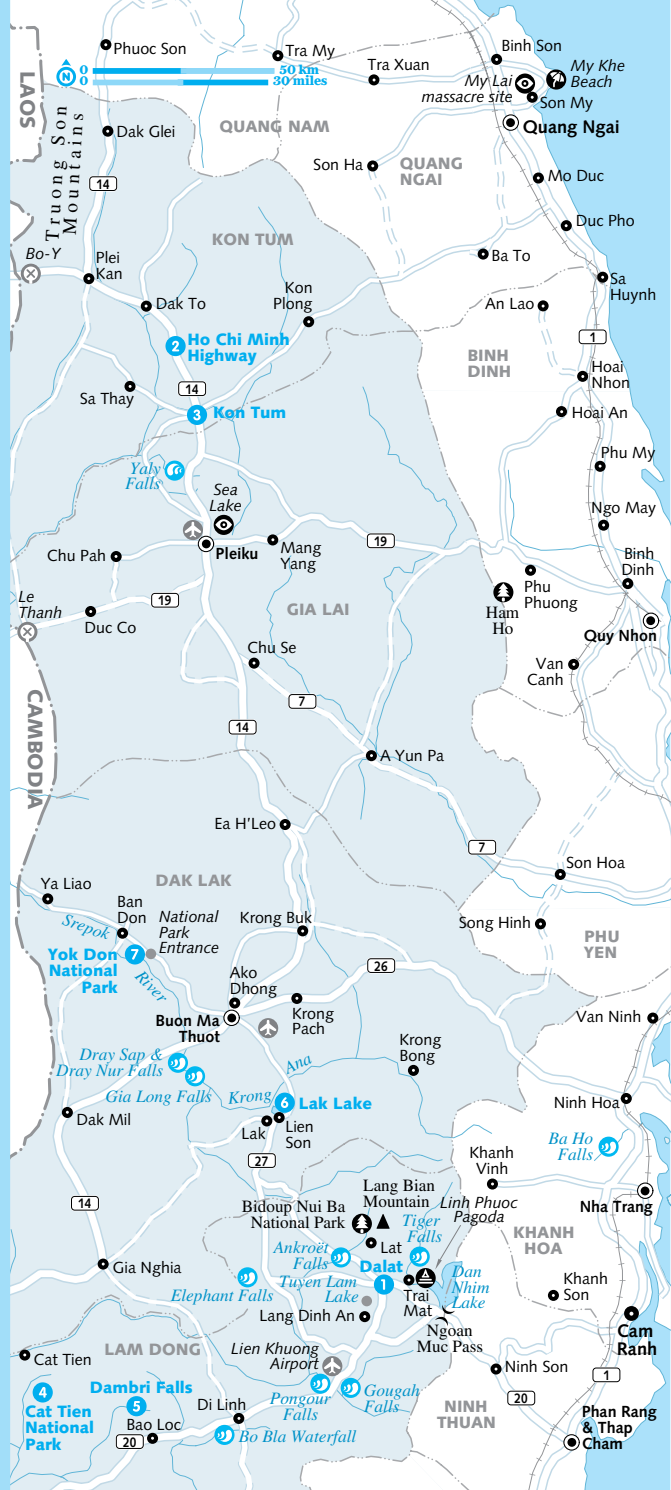 Phuoc Son
Tra My
Binh Son
Tra Xuan
My Khe
Beach
N
0
50 km
0
30 miles
My Lai
massacre site
Son My
LAOS
Truong Son
Mountains
Dak Glei
QUANG NAM
Quang Ngai
Son Ha
QUANG
NGAI
14
Mo Duc
Duc Pho
KON TUM
Bo-Y
Plei
Kan
Ba To
Sa
Huynh
Kon
Plong
Dak To
An Lao
2
Ho Chi Minh
Highway
1
BINH
DINH
Hoai
Nhon
Sa Thay
14
3
Kon Tum
Hoai An
Phu My
Yaly
Falls
Sea
Lake
Ngo May
Pleiku
Mang
Yang
19
Chu Pah
Binh
Dinh
Le
Thanh
19
Phu
Phuong
Ham
Ho
Duc Co
GIA LAI
Quy Nhon
Chu Se
Van
Canh
CAMBODIA
7
14
A Yun Pa
Ea H'Leo
7
Son Hoa
DAK LAK
Ya Liao
Ban
Don
National
Park
Entrance
Krong Buk
Song Hinh
PHU
YEN
Srepok
River
Yok Don
National
Park
7
26
Ako
Dhong
Krong
Pach
Buon Ma
Thuot
Van Ninh
Krong
Bong
Dray Sap &
Dray Nur Falls
Ana
Gia Long Falls
Krong
6
Lak Lake
Ninh Hoa
Dak Mil
Lak
Lien
Son
Ba Ho
Falls
27
Khanh
Vinh
14
Lang Bian
Mountain
Bidoup Nui Ba
National Park
Linh Phuoc
Pagoda
Nha Trang
Tiger
Falls
Lat
KHANH
HOA
Ankroët
Falls
Gia Nghia
Dalat
1
Dan
Nhim
Lake
Elephant Falls
Tuyen Lam
Lake
Trai
Mat
Khanh
Son
Lang Dinh An
Cam
Ranh
Ngoan
Muc Pass
LAM DONG
Lien Khuong
Airport
Cat Tien
Ninh Son
1
4
Cat Tien
National
Park
Dambri Falls
5
Pongour
Falls
Gougah
Falls
20
NINH
THUAN
Phan Rang
& Thap
Cham
Di Linh
Bao Loc
20
Bo Bla Waterfall